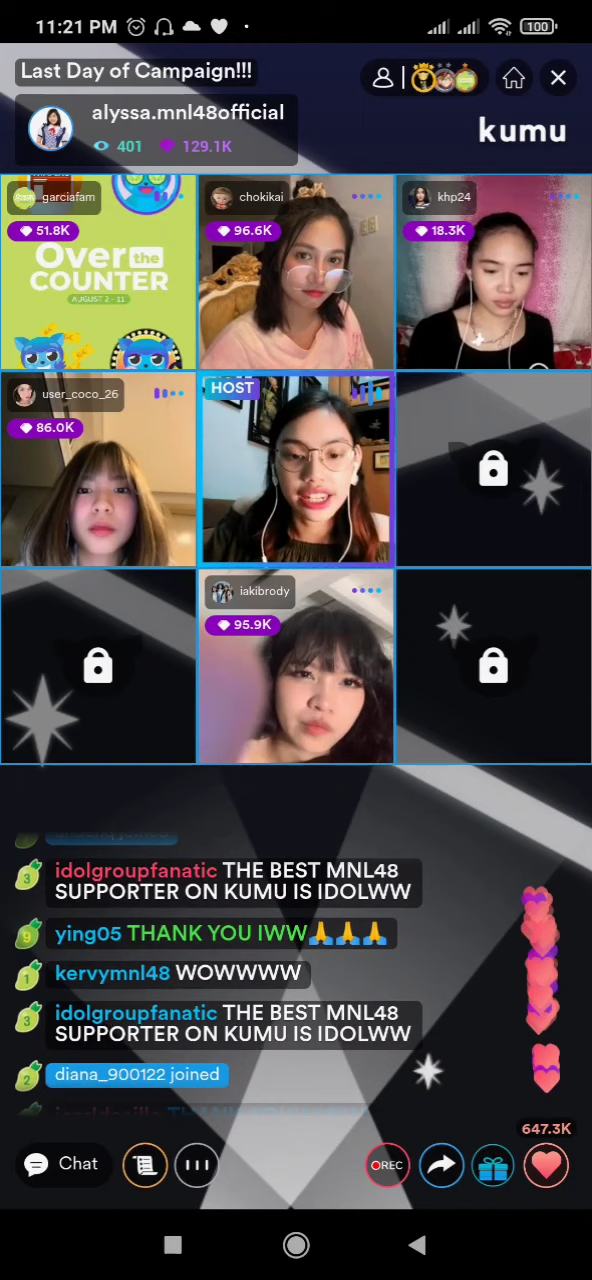 11:21 PM
100
Last Day of Campaign!!!
alyssa.mnl48official
401 129.1K
kumu
garciafam
51.8K
Over the
COUNTER
AUGUST 2 - 11
chokikai
96.6K
khp24
18.3K
user_coco_26
86.0K
HOST
iakibrody
95.9K
joined
3 idolgroupfanatic THE BEST MNL48
SUPPORTER ON KUMU IS IDOLWW
9 ying05 THANK YOU IWW🙏🙏🙏
1 kervymnl48 WOWWWW
3 idolgroupfanatic THE BEST MNL48
SUPPORTER ON KUMU IS IDOLWW
2 diana_900122 joined
647.3K
Chat
REC